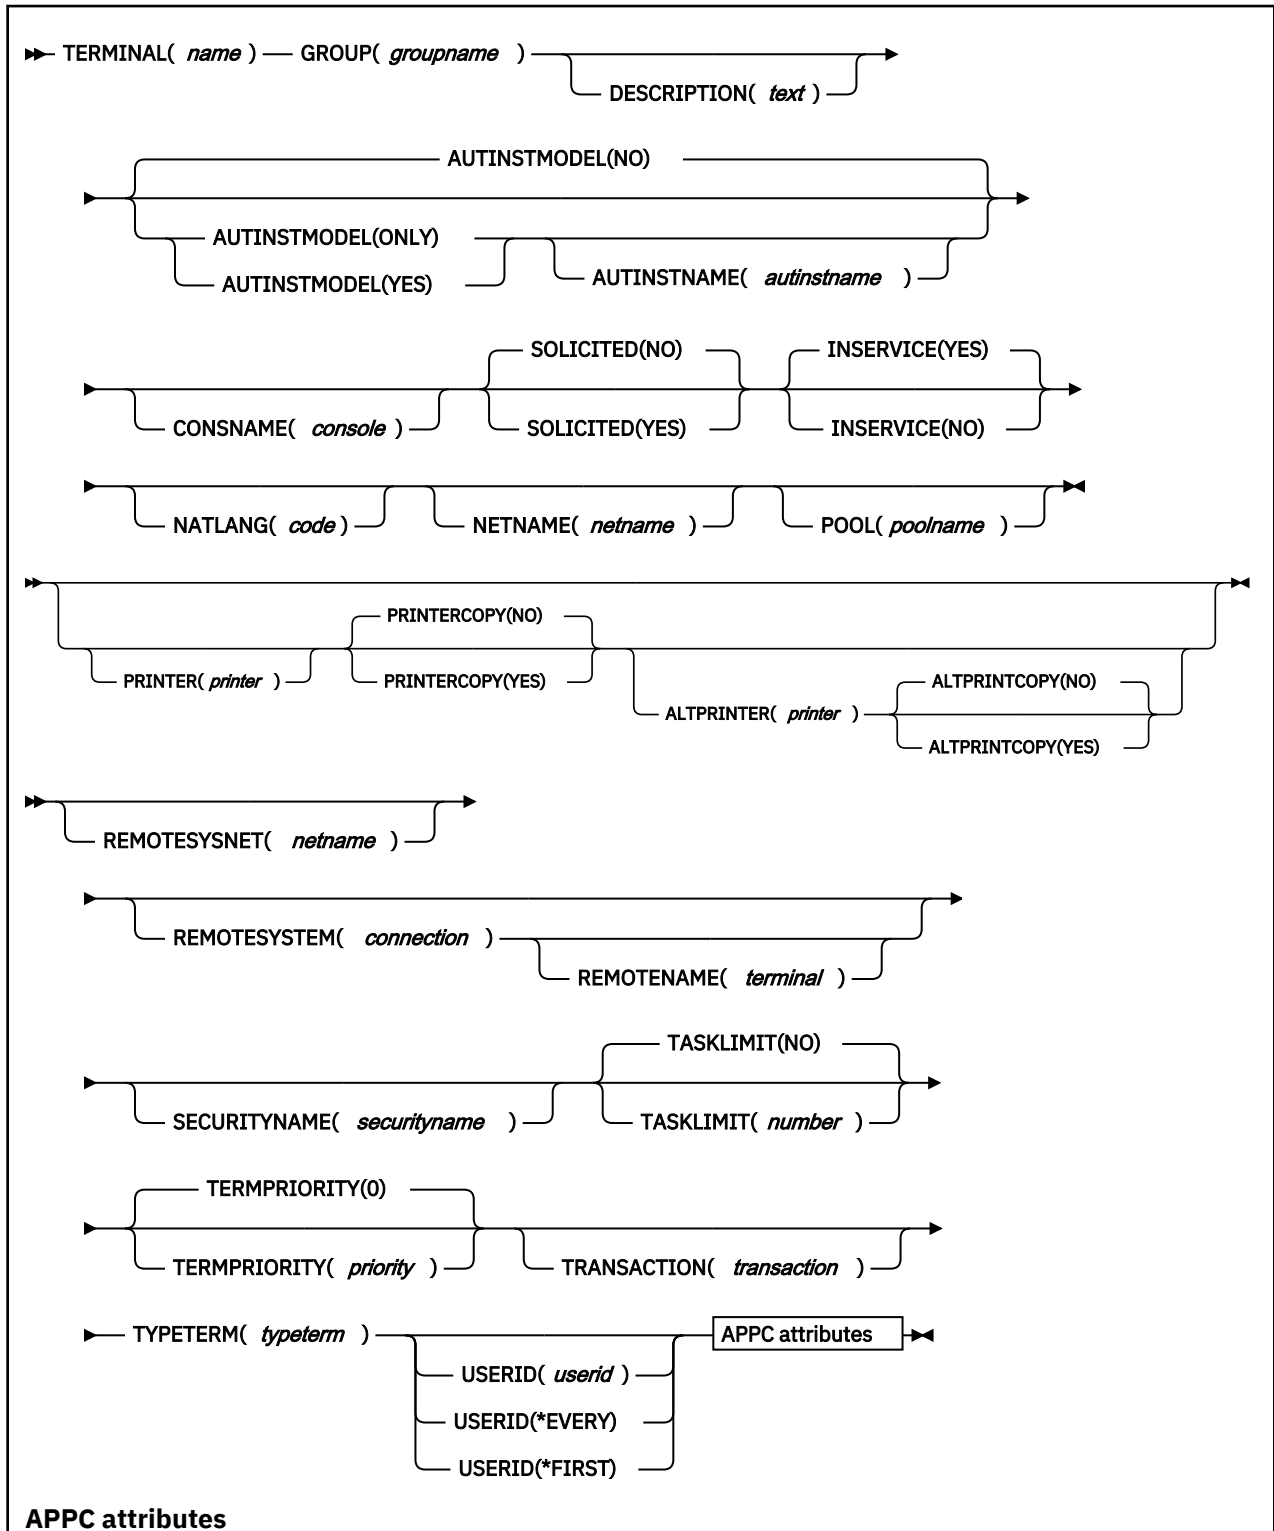 TERMINAL( name ) GROUP( groupname )
DESCRIPTION( text )
AUTINSTMODEL(NO)
AUTINSTMODEL(ONLY)
AUTINSTMODEL(YES)
AUTINSTNAME( autinstname )
SOLICITED(NO) INSERVICE(YES)
CONSNAME( console ) SOLICITED(YES) INSERVICE(NO)
NATLANG( code ) NETNAME( netname ) POOL( poolname )
PRINTERCOPY(NO)
PRINTER( printer ) PRINTERCOPY(YES) ALTPRINTCOPY(NO)
ALTPRINTER( printer )
ALTPRINTCOPY(YES)
REMOTESYSNET( netname )
REMOTESYSTEM( connection )
REMOTENAME( terminal )
TASKLIMIT(NO)
SECURITYNAME( securityname ) TASKLIMIT( number )
TERMPRIORITY(0)
TERMPRIORITY( priority ) TRANSACTION( transaction )
TYPETERM( typeterm ) APPC attributes
USERID( userid )
USERID(*EVERY)
USERID(*FIRST)
APPC attributes